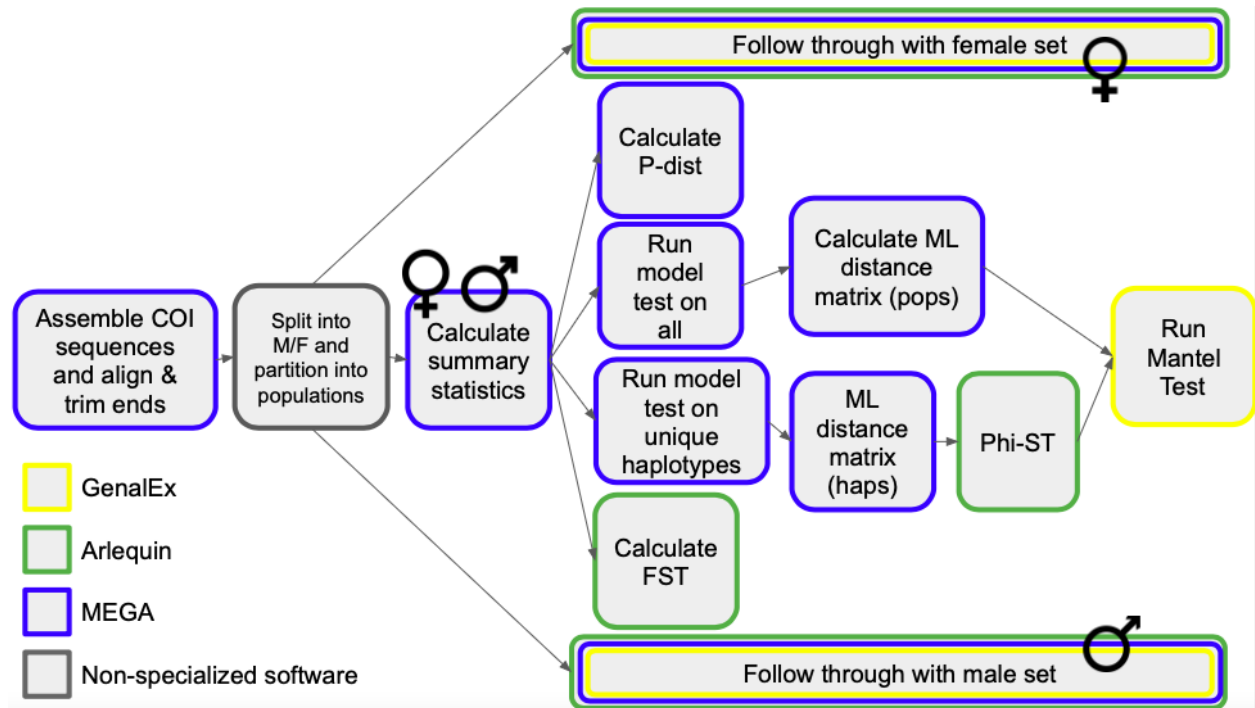 Follow through with female set
Calculate
P-dist
Run
model
test on
all
Calculate ML
distance
matrix (pops)
Assemble COI
sequences
and align &
trim ends
Split into
M/F and
partition into
populations
Calculate
summary
statistics
Run
Mantel
Test
Run model
test on
unique
haplotypes
ML
distance
matrix
(haps)
Phi-ST
Calculate
FST
GenalEx
Arlequin
MEGA
Non-specialized software
Follow through with male set